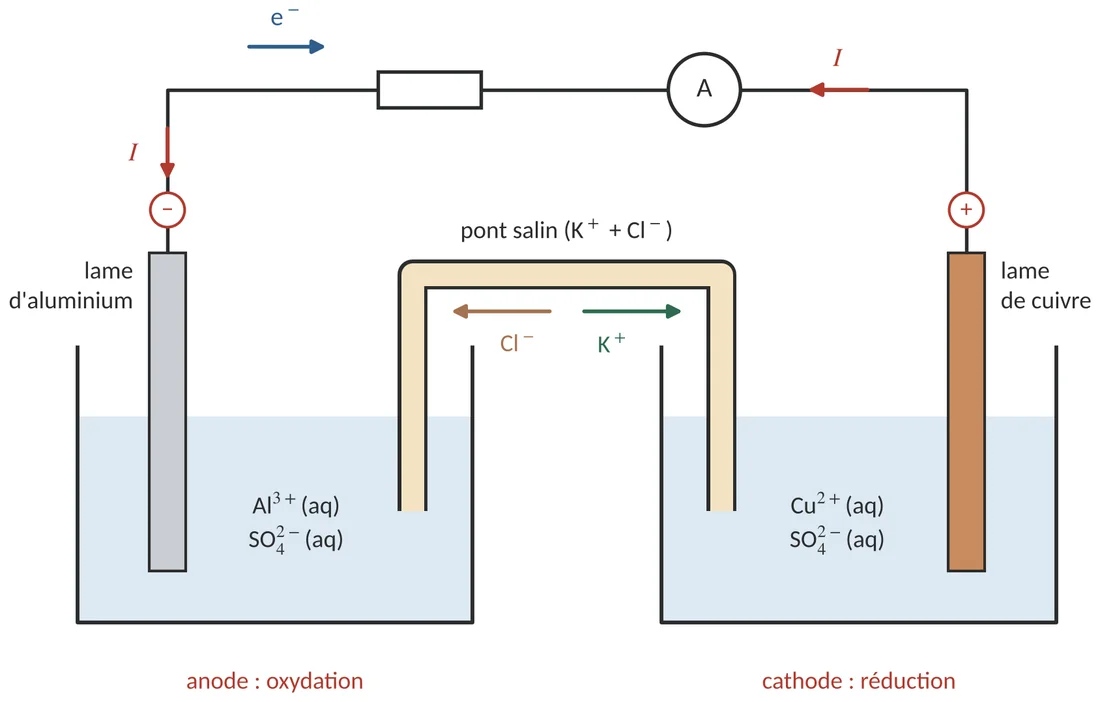 e⁻
I
A
I
−
+
pont salin (K⁺ + Cl⁻)
lame
d'aluminium
lame
de cuivre
Cl⁻
K⁺
Al³⁺(aq)
SO₄²⁻(aq)
Cu²⁺(aq)
SO₄²⁻(aq)
anode : oxydation
cathode : réduction